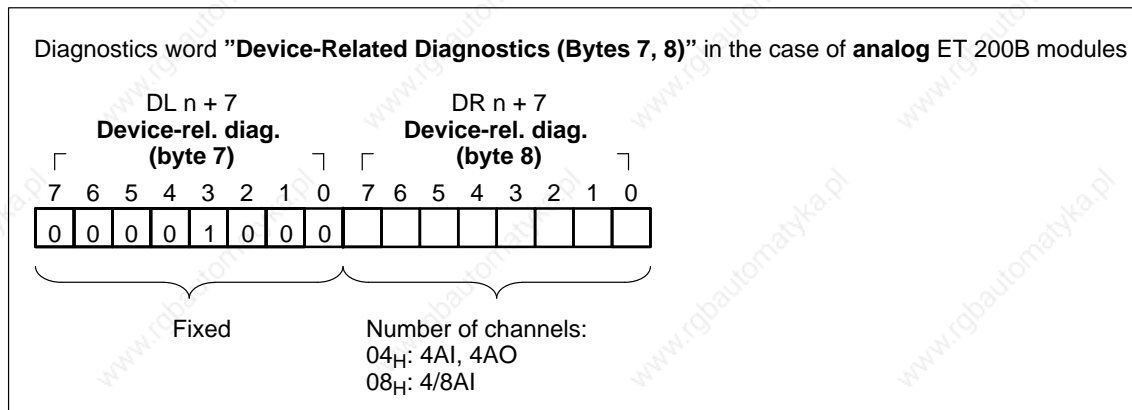 Diagnostics word ”Device-Related Diagnostics (Bytes 7, 8)” in the case of analog ET 200B modules
DL n + 7 DR n + 7
Device-rel. diag. Device-rel. diag.
(byte 7) (byte 8)
7 6 5 4 3 2 1 0 7 6 5 4 3 2 1 0
0 0 0 0 1 0 0 0
Fixed Number of channels:
04H: 4AI, 4AO
08H: 4/8AI
www.rgbautomatyka.pl